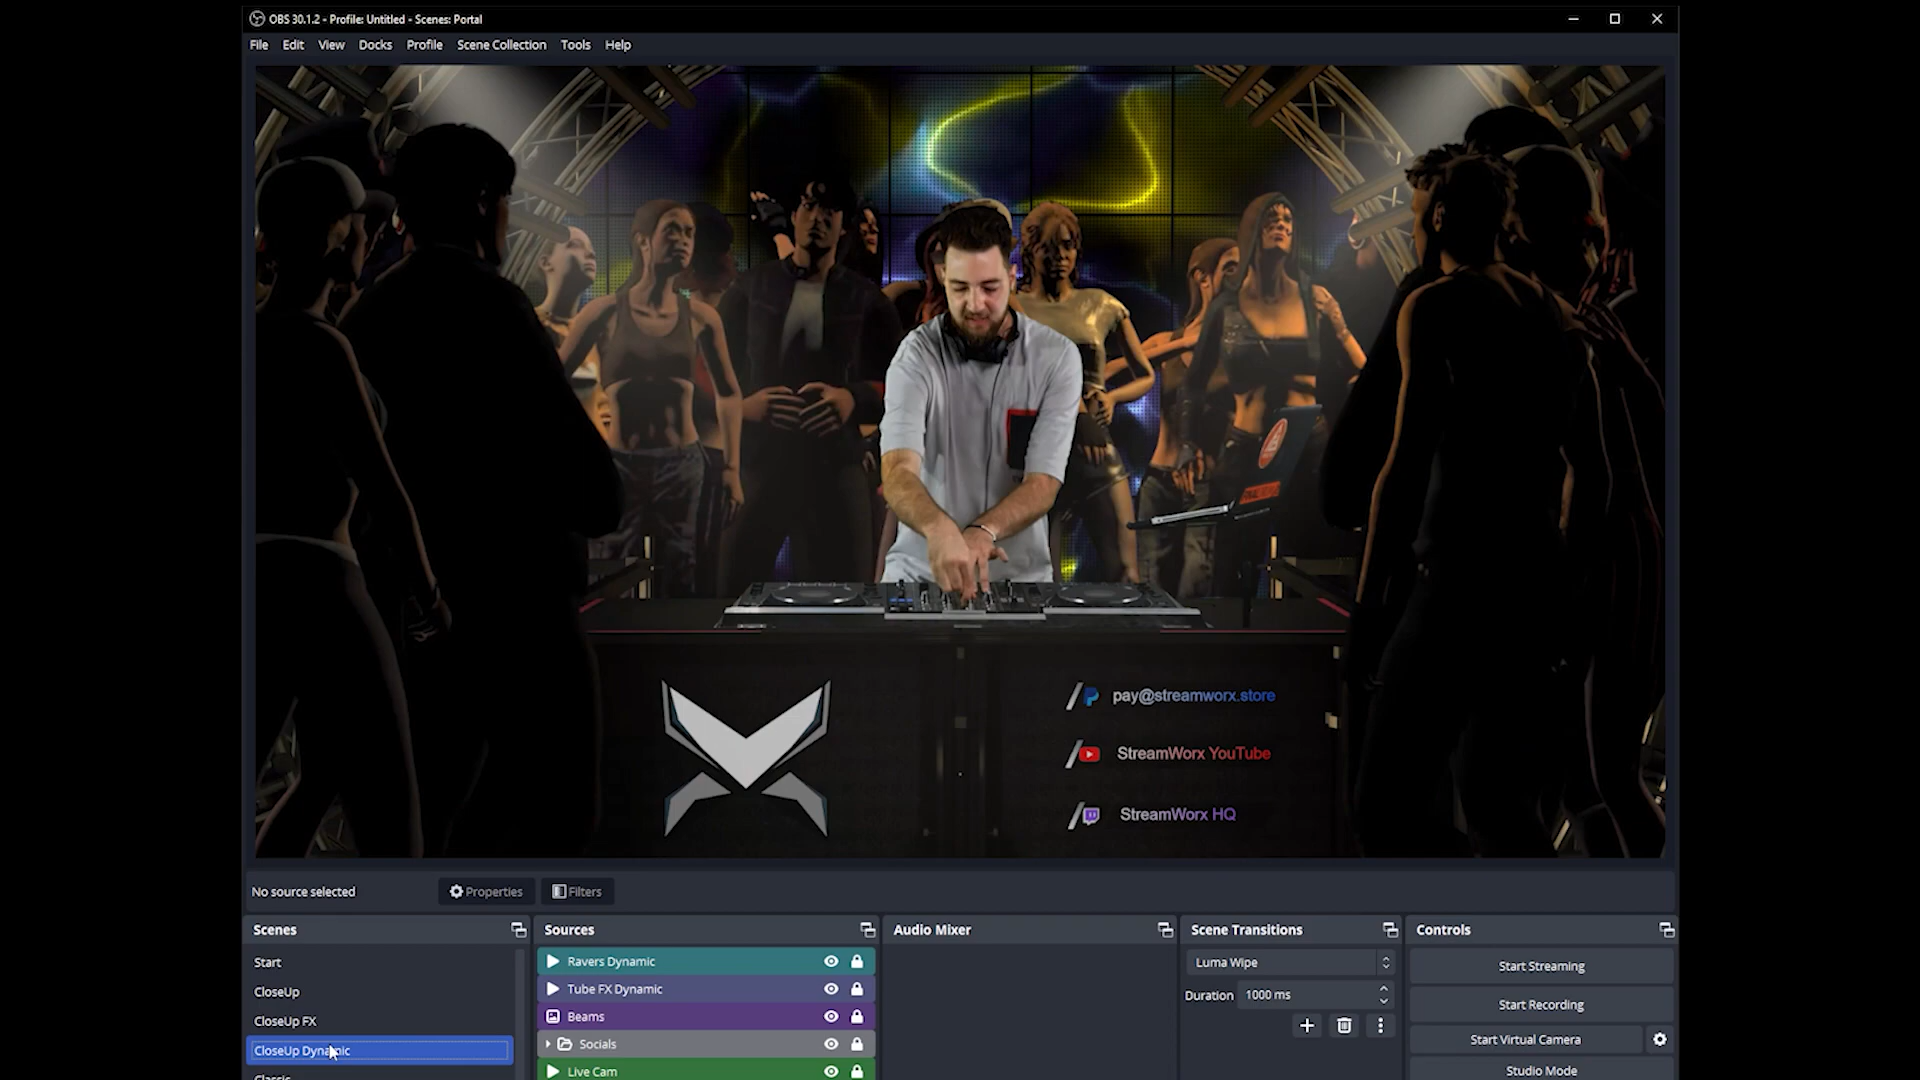 OBS 30.1.2 - Profile: Untitled - Scenes: Portal
File Edit View Docks Profile Scene Collection Tools Help
pay@streamworx.store
StreamWorx YouTube
StreamWorx HQ
No source selected Properties Filters
Scenes
Start
CloseUp
CloseUp FX
CloseUp Dynamic
Classic
Sources
Ravers Dynamic
Tube FX Dynamic
Beams
Socials
Live Cam
Audio Mixer
Scene Transitions
Luma Wipe
Duration 1000 ms
Controls
Start Streaming
Start Recording
Start Virtual Camera
Studio Mode